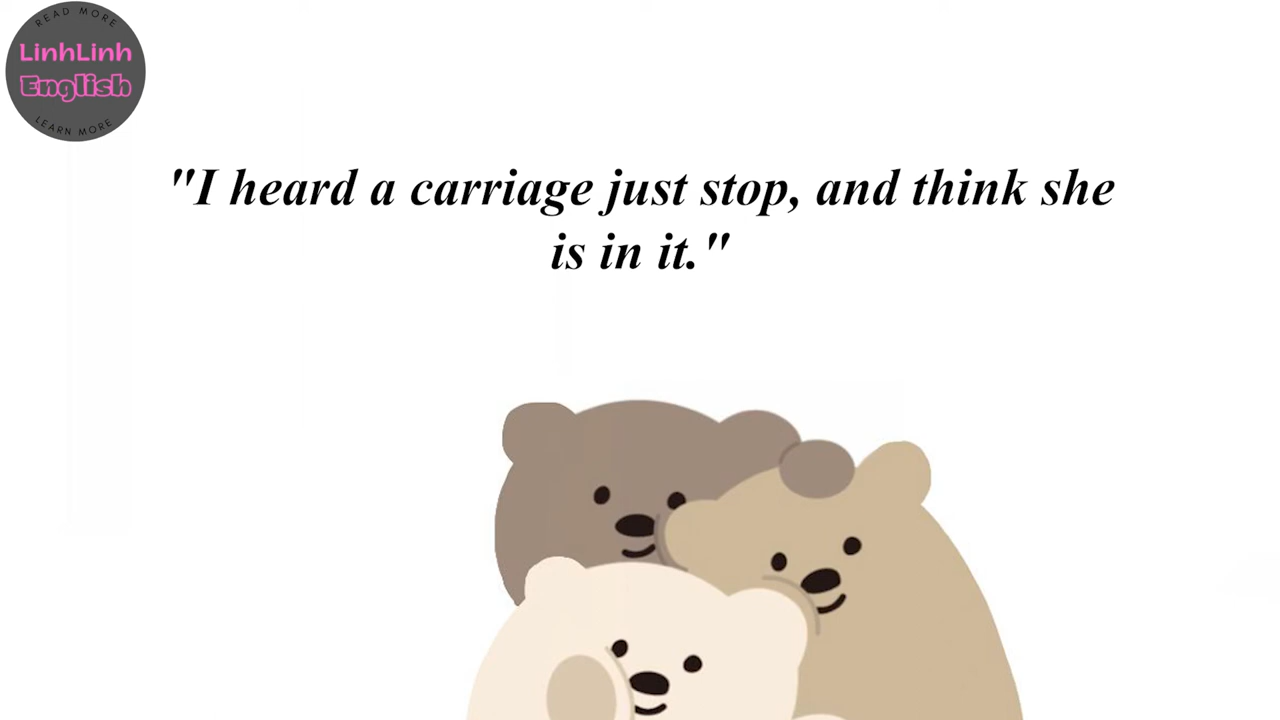 READ MORE
LinhLinh
English
LEARN MORE
"I heard a carriage just stop, and think she
is in it."